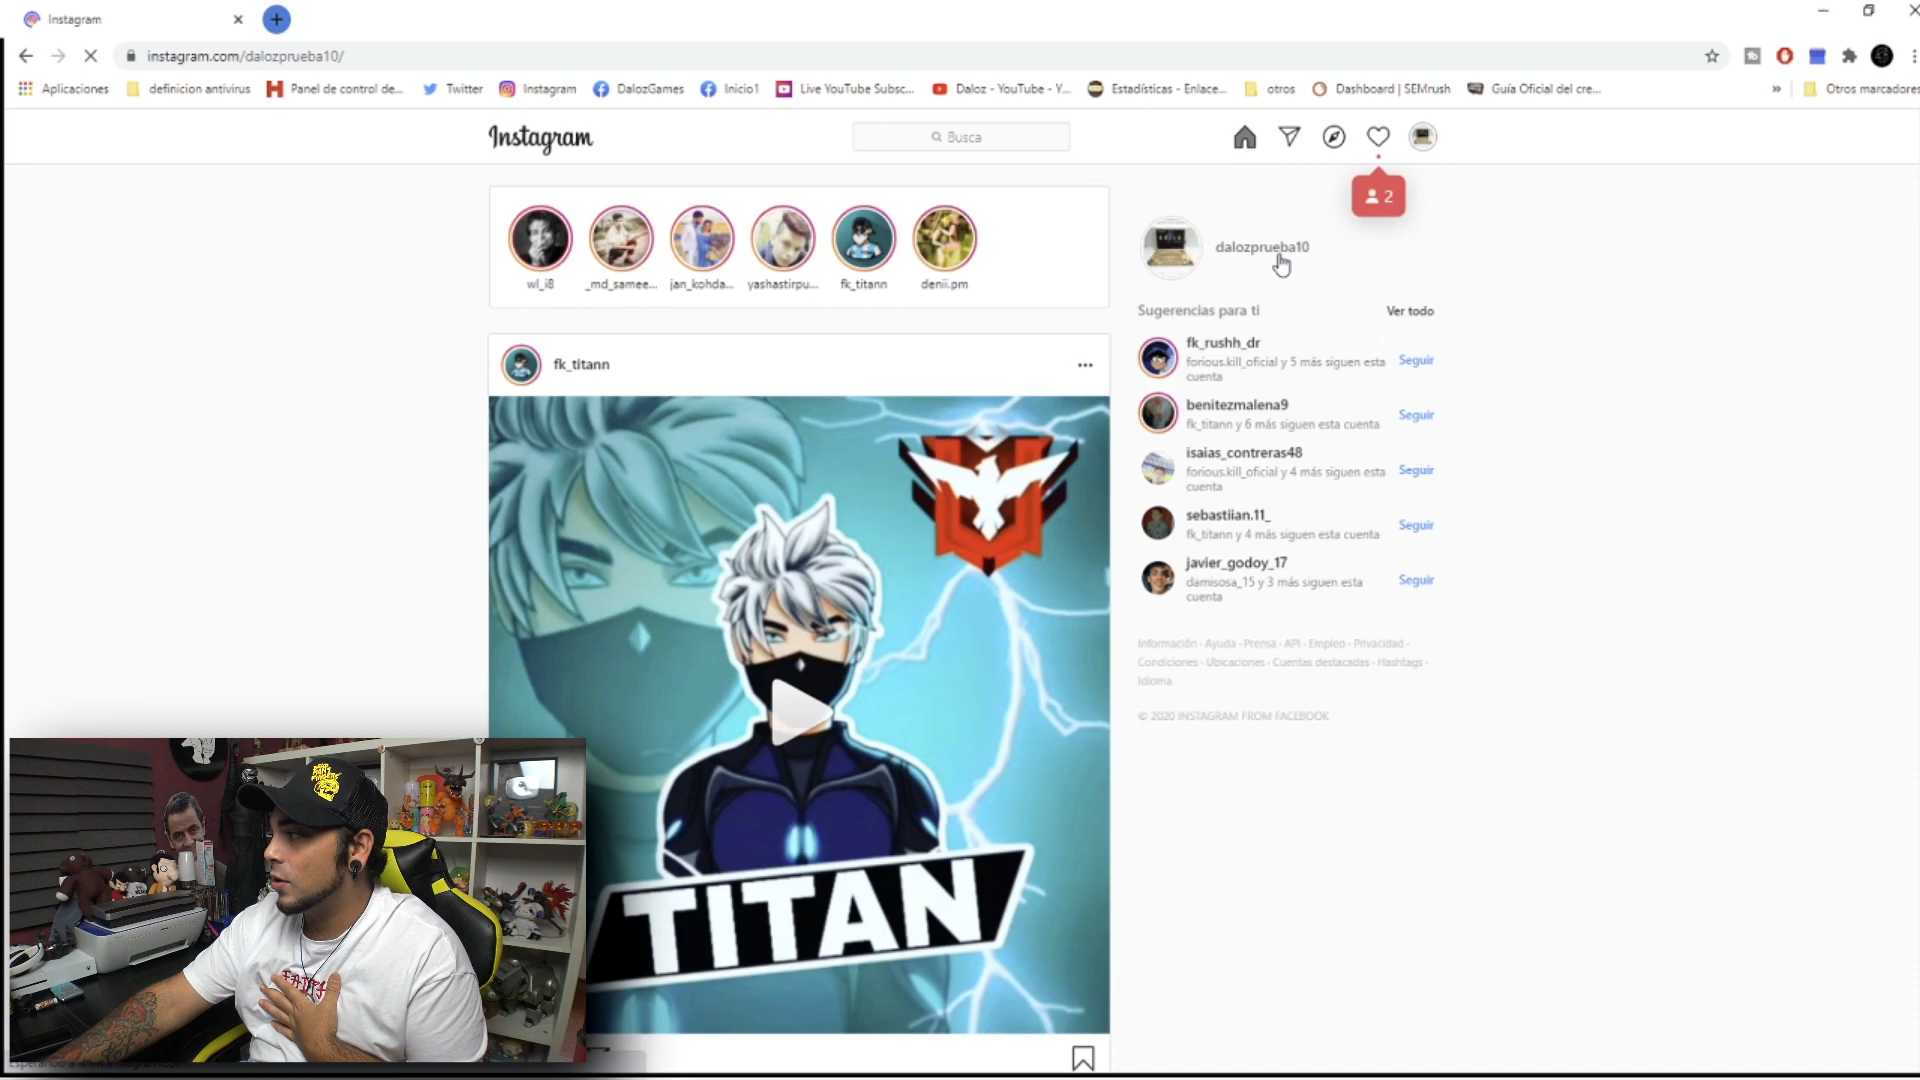 Instagram
instagram.com/dalozprueba10/
Aplicaciones
definicion antivirus
Panel de control de...
Twitter
Instagram
DalozGames
Inicio1
Live YouTube Subsc...
Daloz - YouTube - Y...
Estadísticas - Enlace...
otros
Dashboard | SEMrush
Guía Oficial del cre...
»
Otros marcadores
Instagram
Busca
2
wl_i8
_md_samee...
jan_kohda...
yashastirpu...
fk_titann
denii.pm
dalozprueba10
Sugerencias para ti
Ver todo
fk_titann
fk_rushh_dr
forious.kill_oficial y 5 más siguen esta
cuenta
Seguir
benitezmalena9
fk_titann y 6 más siguen esta cuenta
Seguir
isaias_contreras48
forious.kill_oficial y 4 más siguen esta
cuenta
Seguir
sebastiian.11_
fk_titann y 4 más siguen esta cuenta
Seguir
javier_godoy_17
damisosa_15 y 3 más siguen esta
cuenta
Seguir
Información · Ayuda · Prensa · API · Empleo · Privacidad ·
Condiciones · Ubicaciones · Cuentas destacadas · Hashtags ·
Idioma
© 2020 INSTAGRAM FROM FACEBOOK
TITAN